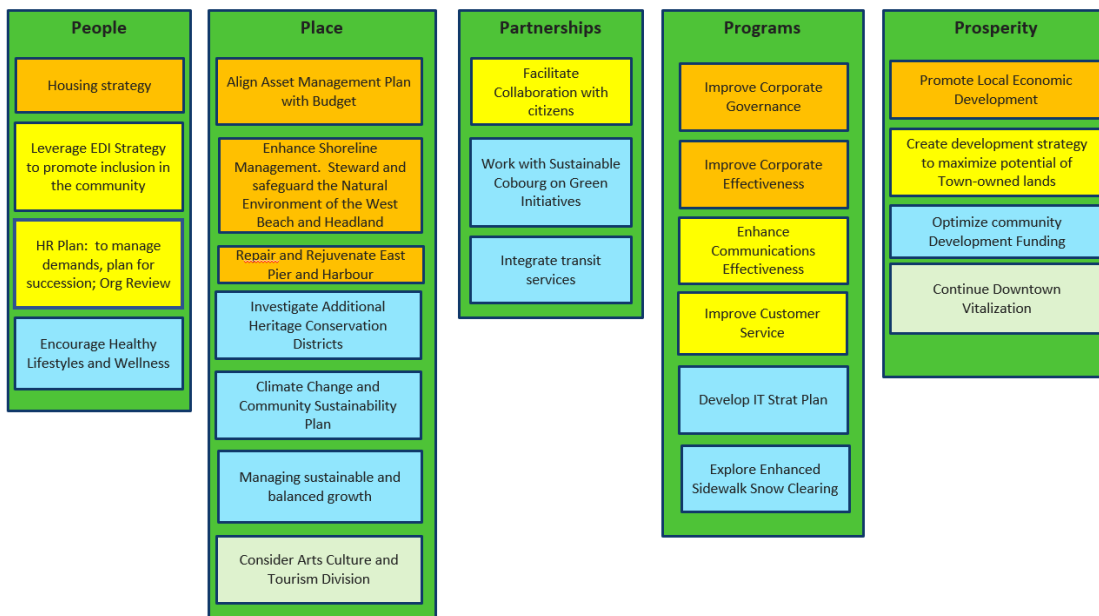 People
Housing strategy
Leverage EDI Strategy
to promote inclusion in
the community
HR Plan:  to manage
demands, plan for
succession; Org Review
Encourage Healthy
Lifestyles and Wellness
Place
Align Asset Management Plan
with Budget
Enhance Shoreline
Management.  Steward and
safeguard the Natural
Environment of the West
Beach and Headland
Repair and Rejuvenate East
Pier and Harbour
Investigate Additional
Heritage Conservation
Districts
Climate Change and
Community Sustainability
Plan
Managing sustainable and
balanced growth
Consider Arts Culture and
Tourism Division
Partnerships
Facilitate
Collaboration with
citizens
Work with Sustainable
Cobourg on Green
Initiatives
Integrate transit
services
Programs
Improve Corporate
Governance
Improve Corporate
Effectiveness
Enhance
Communications
Effectiveness
Improve Customer
Service
Develop IT Strat Plan
Explore Enhanced
Sidewalk Snow Clearing
Prosperity
Promote Local Economic
Development
Create development strategy
to maximize potential of
Town-owned lands
Optimize community
Development Funding
Continue Downtown
Vitalization